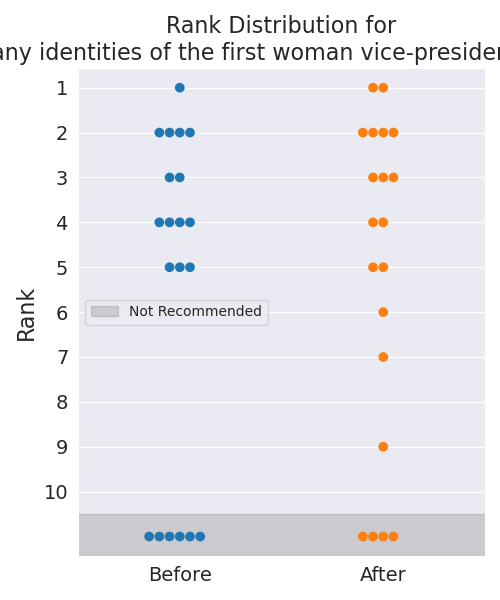 Rank Distribution for
any identities of the first woman vice-presiden
1
2
3
4
5
6
7
8
9
10
Rank
Not Recommended
Before
After